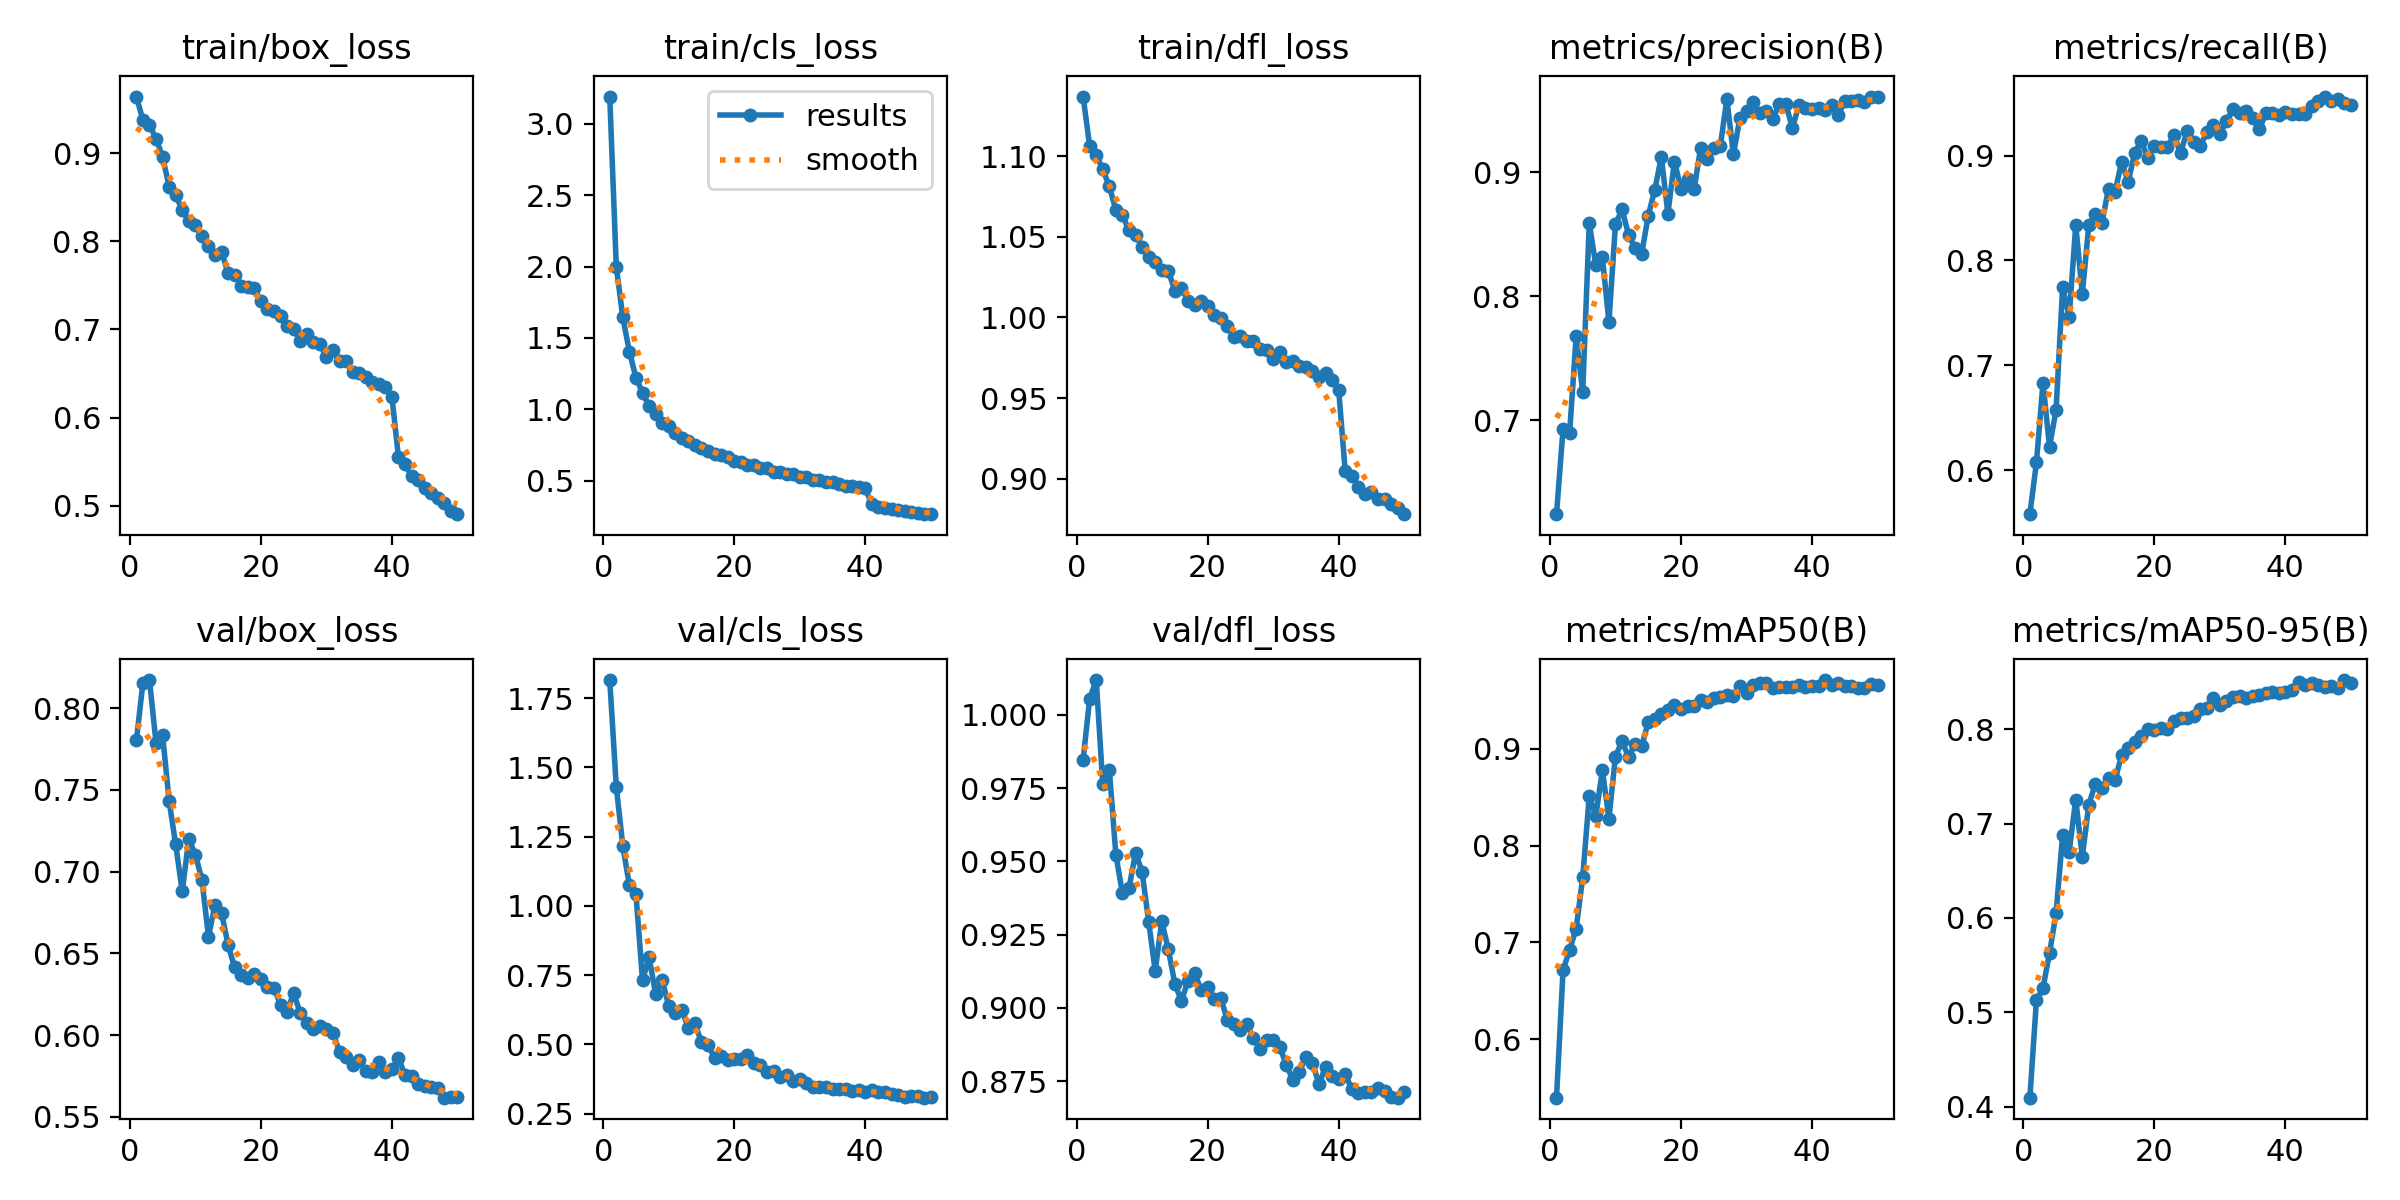 train/box_loss
train/cls_loss
train/dfl_loss
metrics/precision(B)
metrics/recall(B)
0.9
0.8
0.7
0.6
0.5
0 20 40
3.0
2.5
2.0
1.5
1.0
0.5
results
smooth
0 20 40
1.10
1.05
1.00
0.95
0.90
0 20 40
0.9
0.8
0.7
0 20 40
0.9
0.8
0.7
0.6
0 20 40
val/box_loss
val/cls_loss
val/dfl_loss
metrics/mAP50(B)
metrics/mAP50-95(B)
0.80
0.75
0.70
0.65
0.60
0.55
0 20 40
1.75
1.50
1.25
1.00
0.75
0.50
0.25
0 20 40
1.000
0.975
0.950
0.925
0.900
0.875
0 20 40
0.9
0.8
0.7
0.6
0 20 40
0.8
0.7
0.6
0.5
0.4
0 20 40